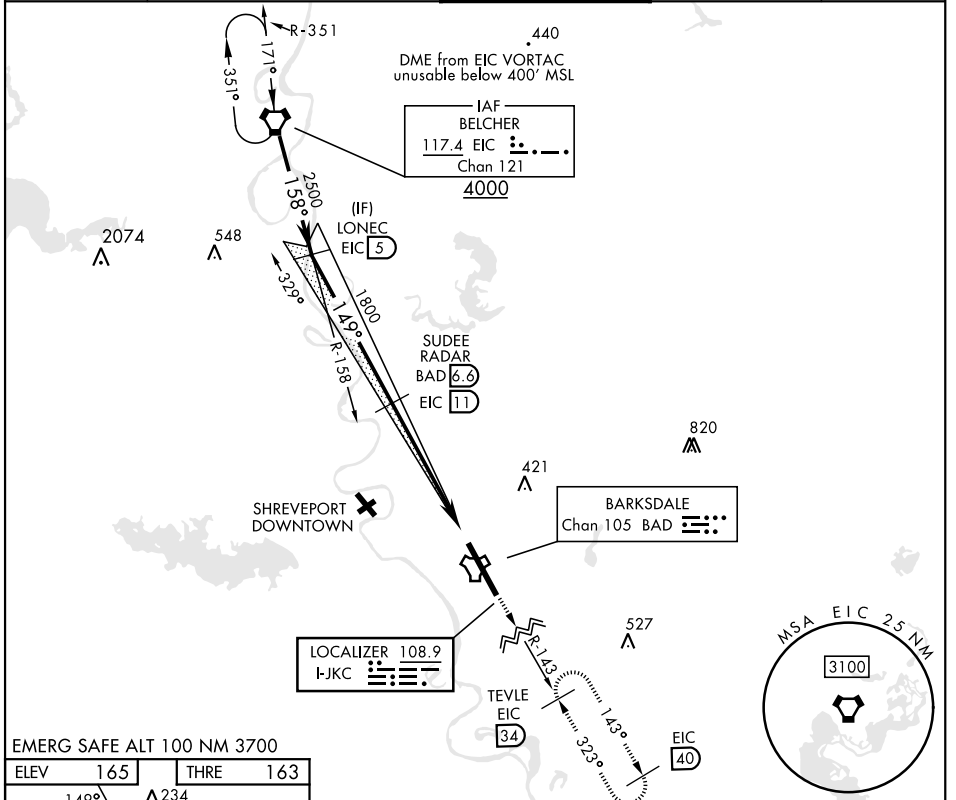 R-351
171°
351°
440
DME from EIC VORTAC
unusable below 400' MSL
IAF
BELCHER
117.4 EIC
Chan 121
4000
2500
158°
(IF)
LONEC
EIC 5
2074
548
329°
1800
149°
R-158
SUDEE
RADAR
BAD 6.6
EIC 11
820
421
SHREVEPORT
DOWNTOWN
BARKSDALE
Chan 105 BAD
LOCALIZER 108.9
I-JKC
527
R-143
TEVLE
EIC
34
143°
323°
EIC
40
MSA EIC 25 NM
3100
EMERG SAFE ALT 100 NM 3700
ELEV 165 THRE 163
149° 234